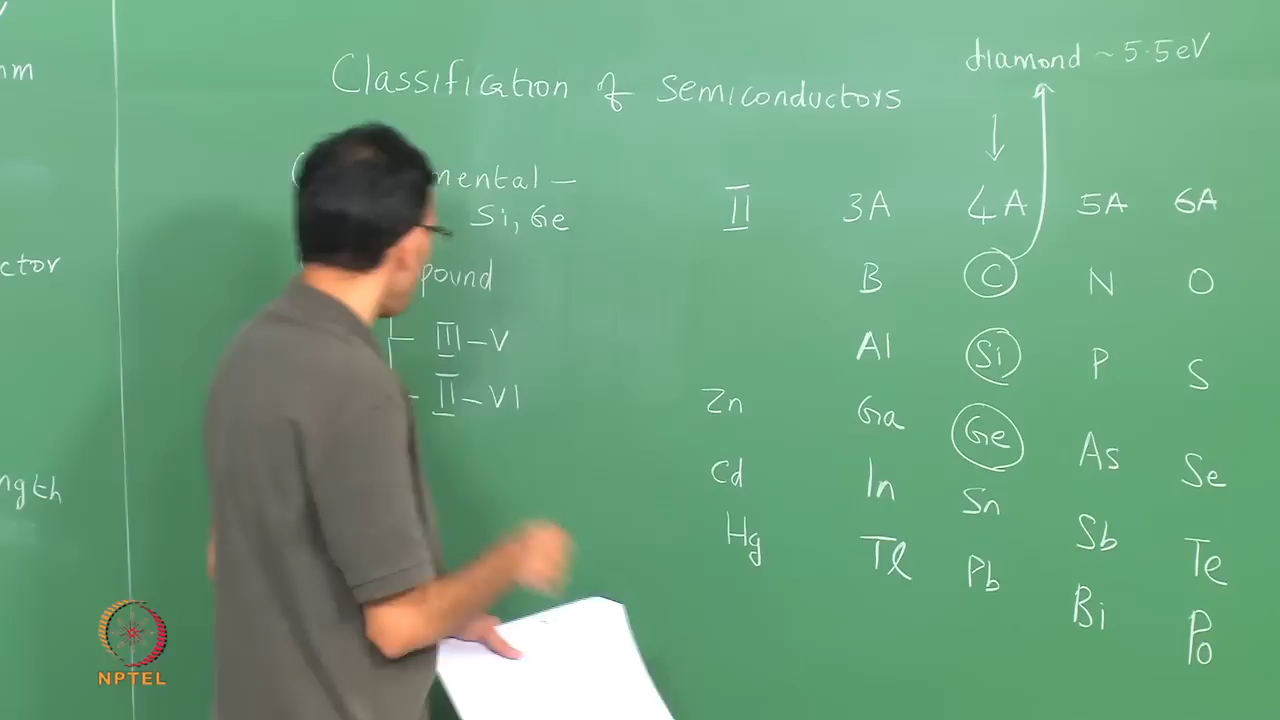 nm
ctor
ngth
Classification of semiconductors
mental –
Si, Ge
pound
III – V
II – VI
diamond ~ 5.5 eV
II 3A 4A 5A 6A
B C N O
Al Si P S
Zn Ga Ge As Se
Cd In Sn Sb Te
Hg Tl Pb Bi Po
NPTEL